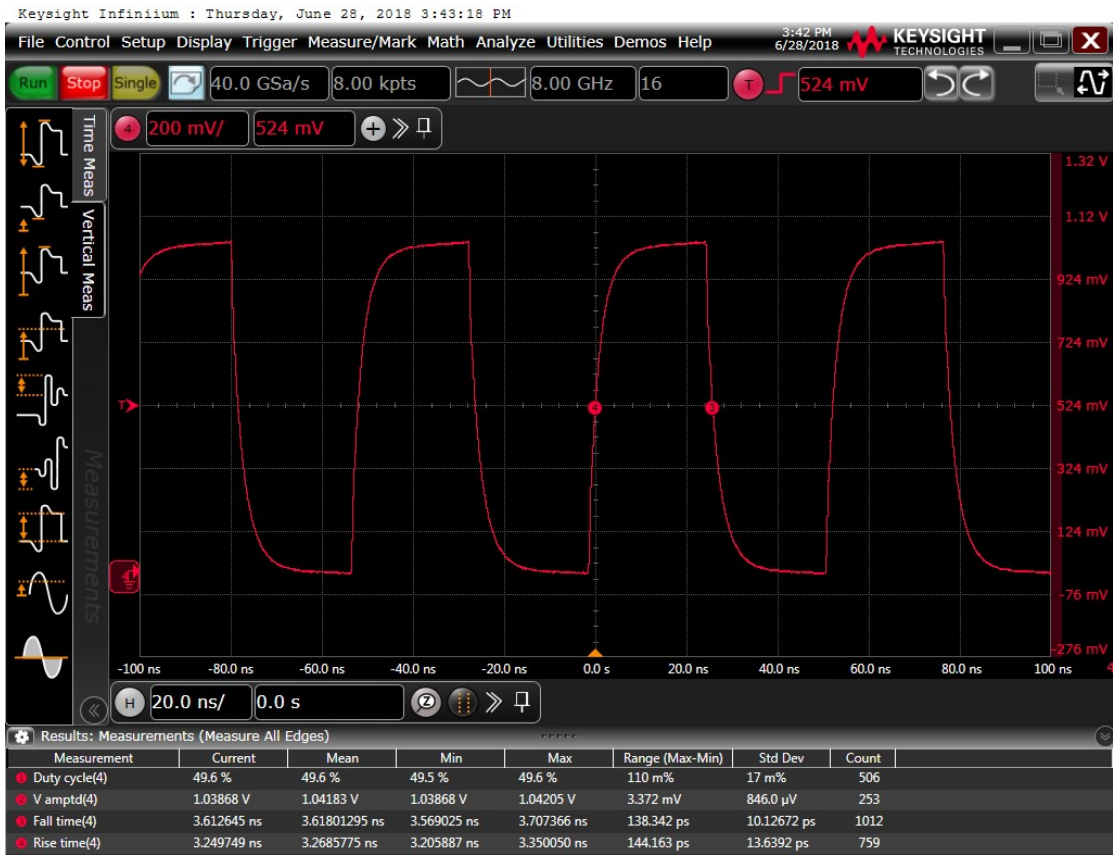 Keysight Infiniium : Thursday, June 28, 2018 3:43:18 PM
File Control Setup Display Trigger Measure/Mark Math Analyze Utilities Demos Help
3:42 PM
6/28/2018
KEYSIGHT
TECHNOLOGIES
X
Run Stop Single 40.0 GSa/s 8.00 kpts 8.00 GHz 16 T 524 mV
Time Meas
Vertical Meas
Measurements
4 200 mV/ 524 mV +
1.32 V
1.12 V
924 mV
724 mV
T 4 3 524 mV
324 mV
124 mV
-76 mV
-276 mV
-100 ns -80.0 ns -60.0 ns -40.0 ns -20.0 ns 0.0 s 20.0 ns 40.0 ns 60.0 ns 80.0 ns 100 ns 4
H 20.0 ns/ 0.0 s Z
Results: Measurements (Measure All Edges)
Measurement Current Mean Min Max Range (Max-Min) Std Dev Count
1 Duty cycle(4) 49.6 % 49.6 % 49.5 % 49.6 % 110 m% 17 m% 506
2 V amptd(4) 1.03868 V 1.04183 V 1.03868 V 1.04205 V 3.372 mV 846.0 µV 253
3 Fall time(4) 3.612645 ns 3.61801295 ns 3.569025 ns 3.707366 ns 138.342 ps 10.12672 ps 1012
4 Rise time(4) 3.249749 ns 3.2685775 ns 3.205887 ns 3.350050 ns 144.163 ps 13.6392 ps 759